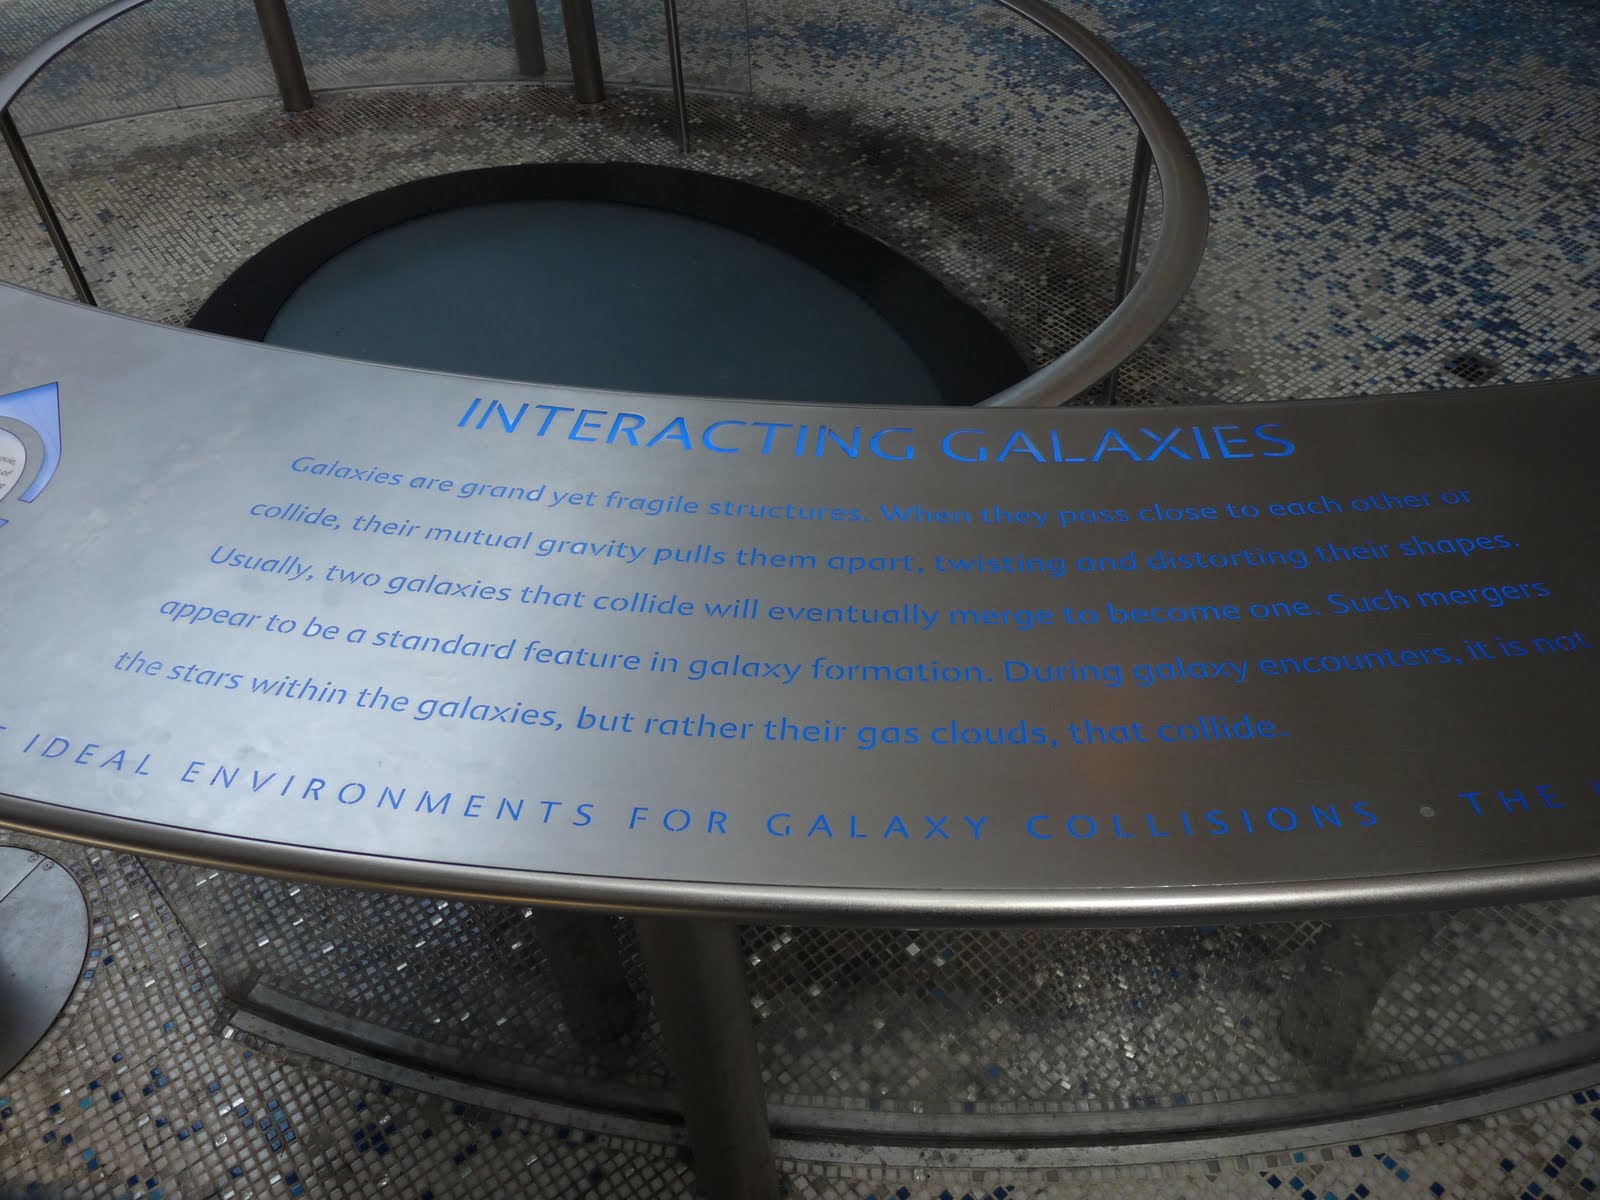 INTERACTING GALAXIES
Galaxies are grand yet fragile structures. When they pass close to each other or
collide, their mutual gravity pulls them apart, twisting and distorting their shapes.
Usually, two galaxies that collide will eventually merge to become one. Such mergers
appear to be a standard feature in galaxy formation. During galaxy encounters, it is not
the stars within the galaxies, but rather their gas clouds, that collide.
IDEAL ENVIRONMENTS FOR GALAXY COLLISIONS • THE